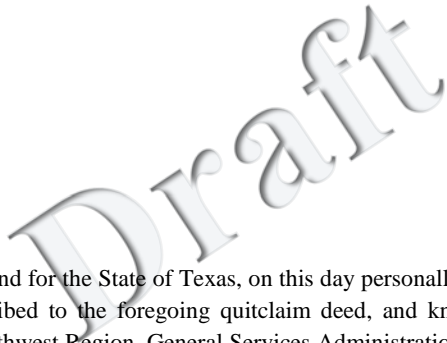 Draft
nd for the State of Texas, on this day personall
ibed to the foregoing quitclaim deed, and kn
thwest Region, General Services Administratio